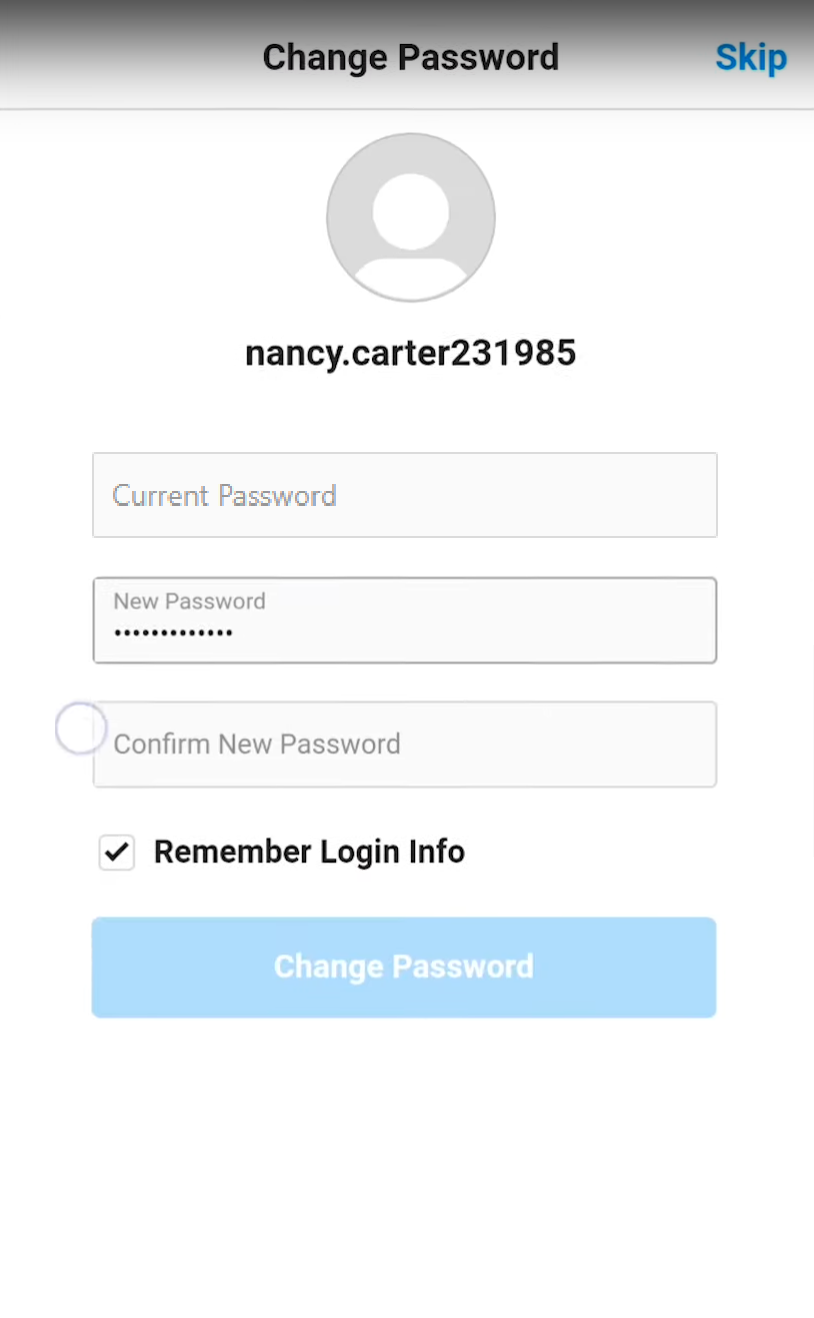 Change Password
Skip
nancy.carter231985
Current Password
New Password
•••••••••••••
Confirm New Password
Remember Login Info
Change Password